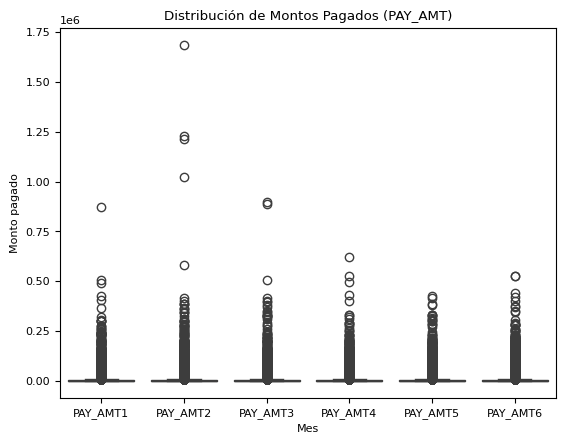 Distribución de Montos Pagados (PAY_AMT)
1e6
1.75
1.50
1.25
1.00
0.75
0.50
0.25
0.00
Monto pagado
PAY_AMT1 PAY_AMT2 PAY_AMT3 PAY_AMT4 PAY_AMT5 PAY_AMT6
Mes